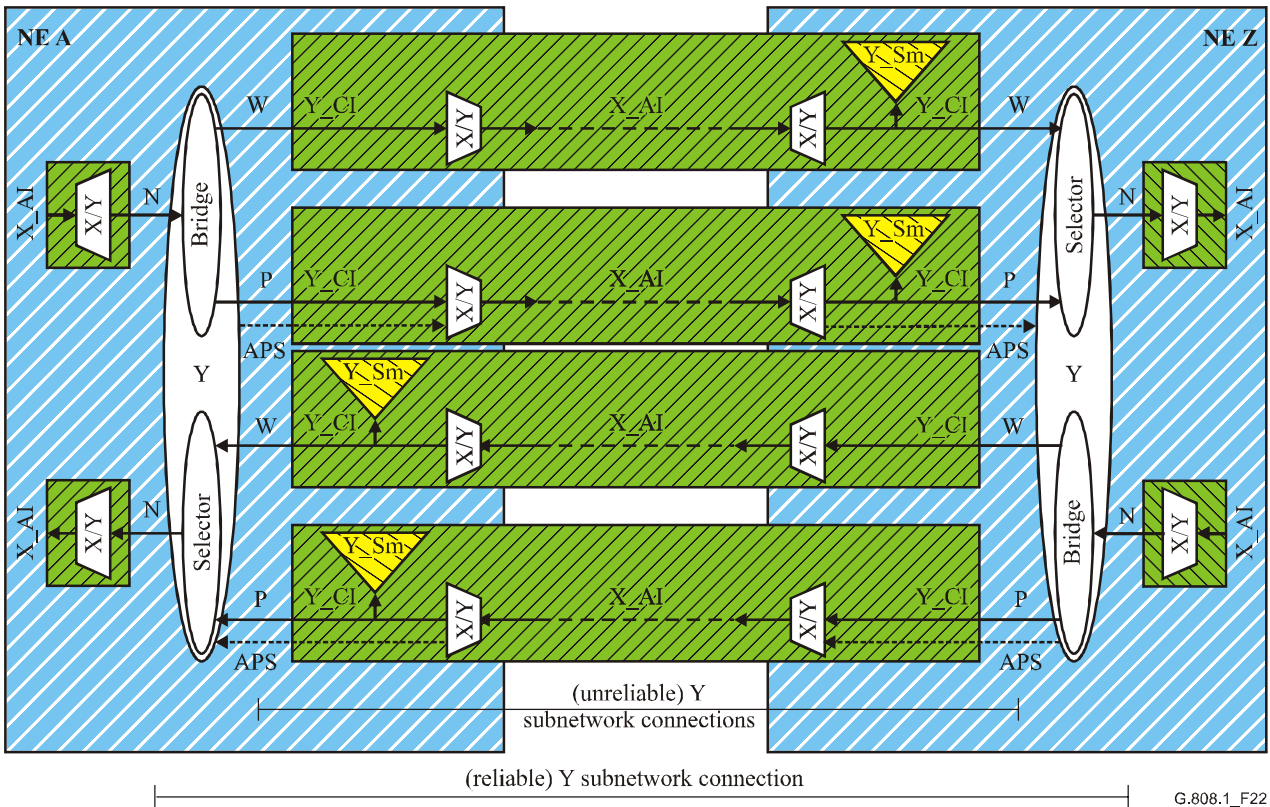 NE A
NE Z
Y_Sm
W
Y_CI
X_AI
Y_CI
W
X/Y
X/Y
X_AI
X/Y
N
Bridge
Selector
N
X/Y
X_AI
Y_Sm
P
Y_CI
X_AI
Y_CI
P
X/Y
X/Y
APS
APS
Y
Y
Y_Sm
W
Y_CI
X_AI
Y_CI
W
X/Y
X/Y
X_AI
X/Y
N
Selector
Bridge
N
X/Y
X_AI
Y_Sm
P
Y_CI
X_AI
Y_CI
P
X/Y
X/Y
APS
APS
(unreliable) Y
subnetwork connections
(reliable) Y subnetwork connection
G.808.1_F22